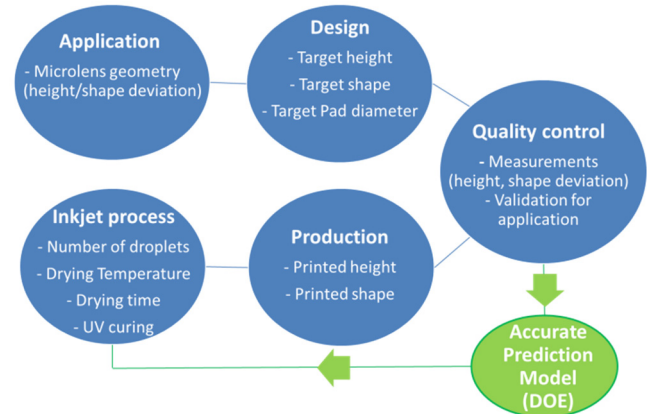 Application
- Microlens geometry
(height/shape deviation)
Design
- Target height
- Target shape
- Target Pad diameter
Quality control
- Measurements
(height, shape deviation)
- Validation for
application
Inkjet process
- Number of droplets
- Drying Temperature
- Drying time
- UV curing
Production
- Printed height
- Printed shape
Accurate
Prediction
Model
(DOE)